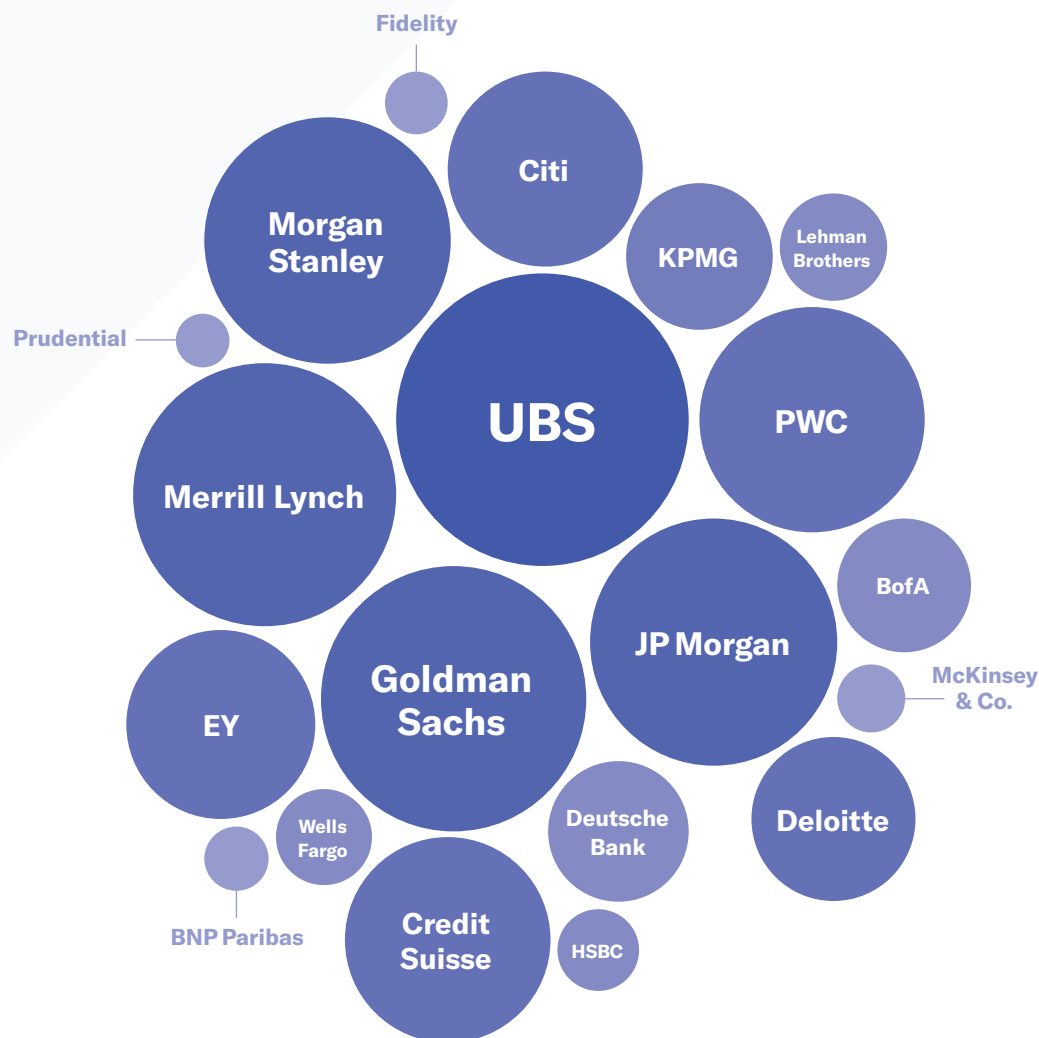 Fidelity
Citi
Morgan
Stanley
KPMG
Lehman
Brothers
Prudential
UBS
PWC
Merrill Lynch
BofA
JP Morgan
Goldman
Sachs
McKinsey
& Co.
EY
Wells
Fargo
Deutsche
Bank
Deloitte
BNP Paribas
Credit
Suisse
HSBC